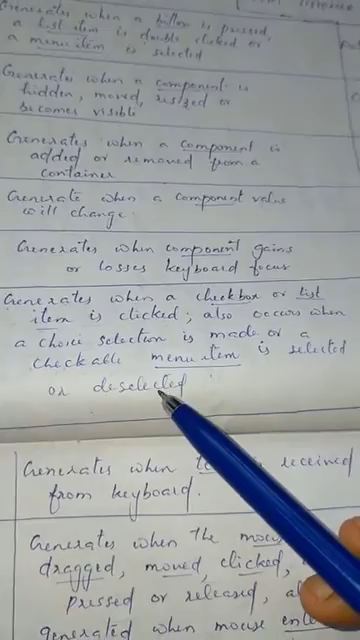 Generates when a button is pressed,
a list item is double clicked or
a menu item is selected
Generates when a component is
hidden, moved, resized or
becomes visible
Generates when a component is
added or removed from a
container
Generate when a component value
will change.
Generates when component gains
or losses keyboard focus
Generates when a checkbox or list
item is clicked; also occurs when
a choice selection is made or a
checkable menu item is selected
or deselected
Generates when received
from keyboard.
Generates when the
dragged, moved, clicked,
pressed or released,
generated when mouse